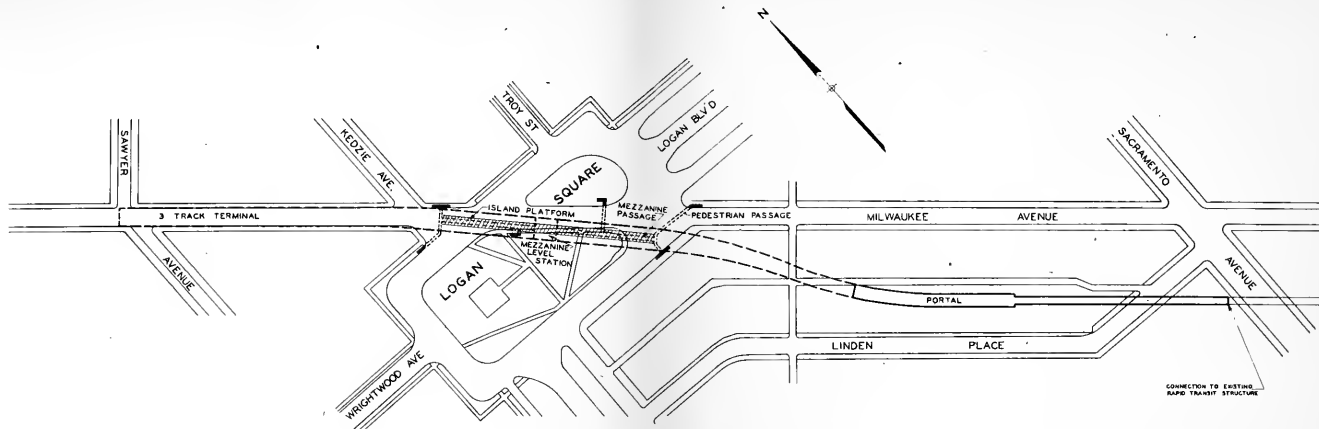 N
SAWYER
KEDZIE AVE.
TROY ST
LOGAN BLV'D
SACRAMENTO
AVENUE
SQUARE
3 TRACK TERMINAL
ISLAND PLATFORM
MEZZANINE
PASSAGE
PEDESTRIAN PASSAGE
MILWAUKEE AVENUE
MEZZANINE
LEVEL
STATION
AVENUE
LOGAN
PORTAL
LINDEN PLACE
WRIGHTWOOD AVE
CONNECTION TO EXISTING
RAPID TRANSIT STRUCTURE